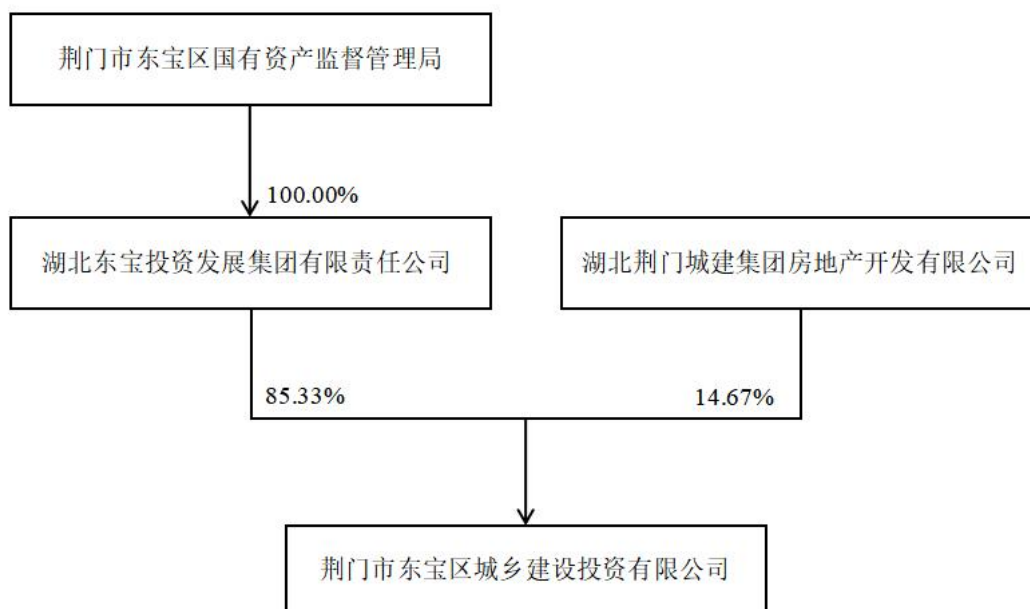 荆门市东宝区国有资产监督管理局
100.00%
湖北东宝投资发展集团有限责任公司
湖北荆门城建集团房地产开发有限公司
85.33%
14.67%
荆门市东宝区城乡建设投资有限公司